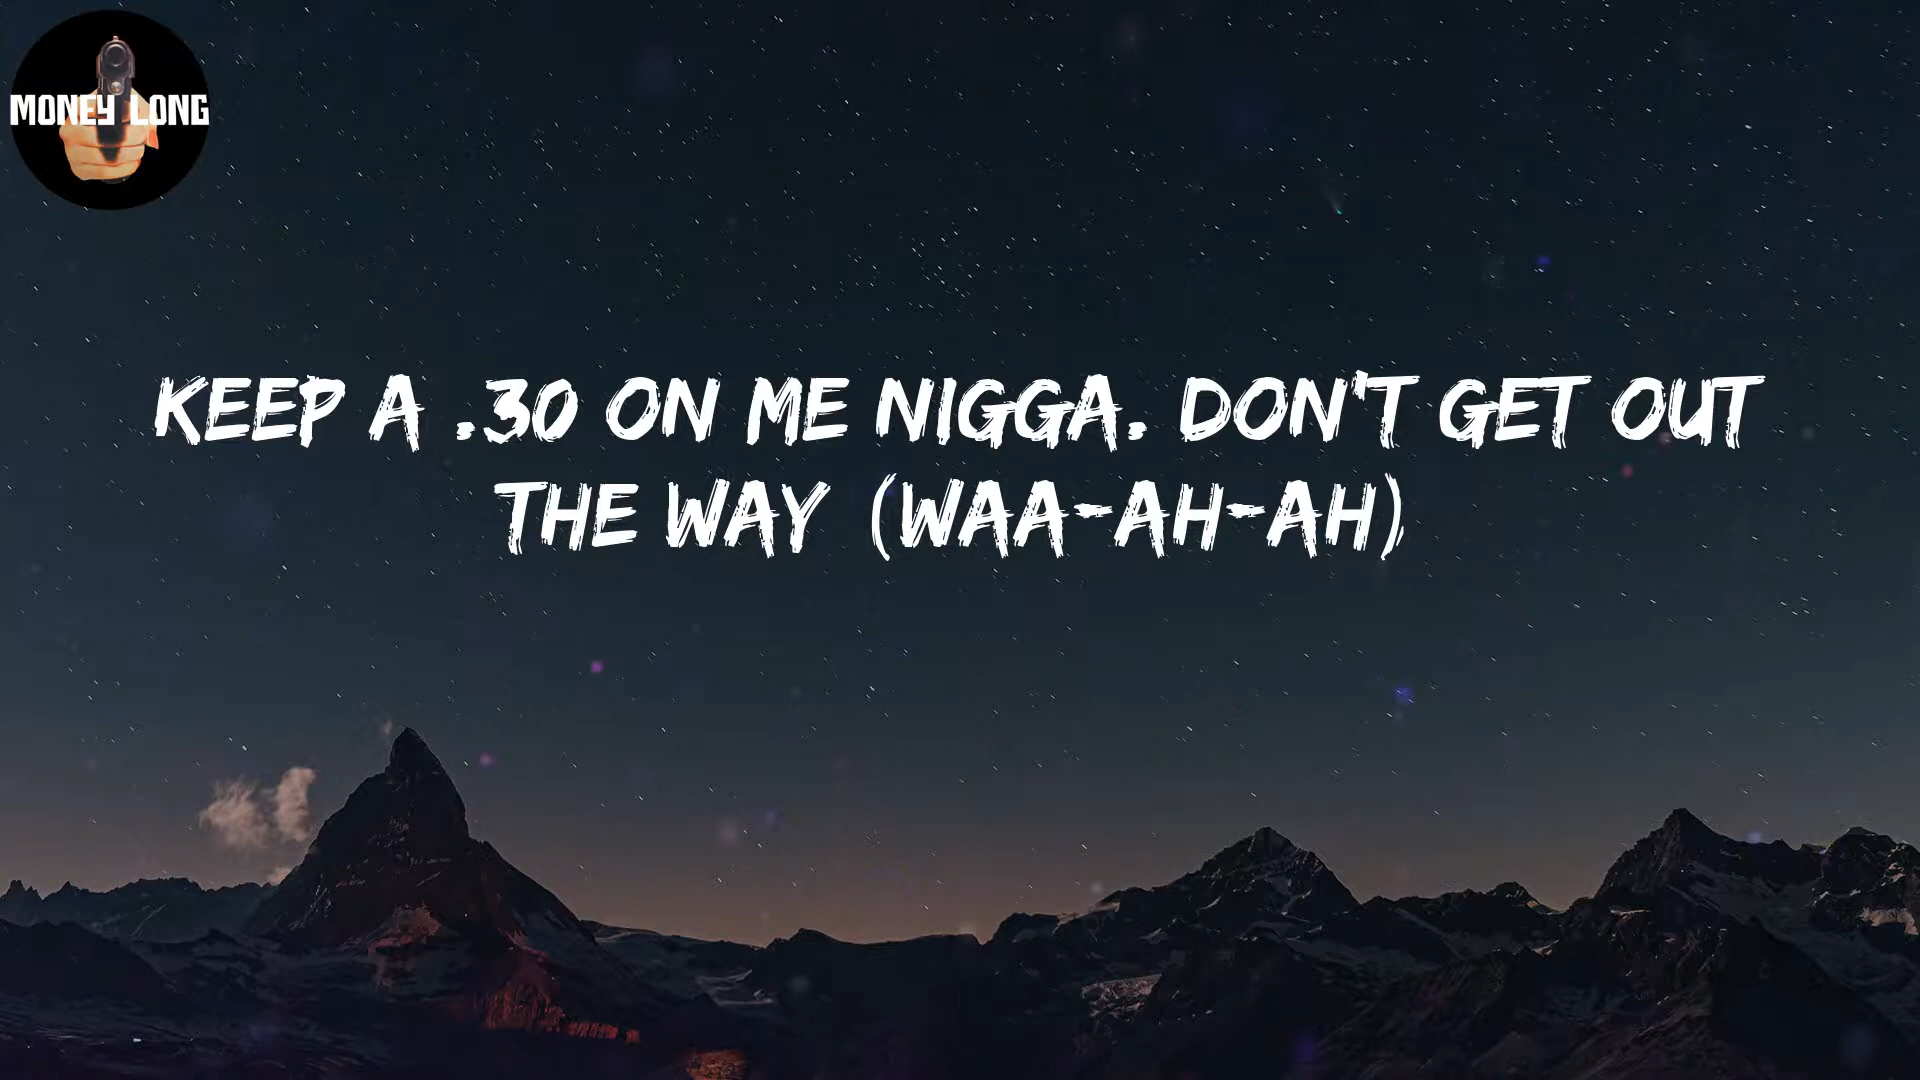 MONEY LONG
KEEP A .30 ON ME NIGGA. DON'T GET OUT
THE WAY (WAA-AH-AH)